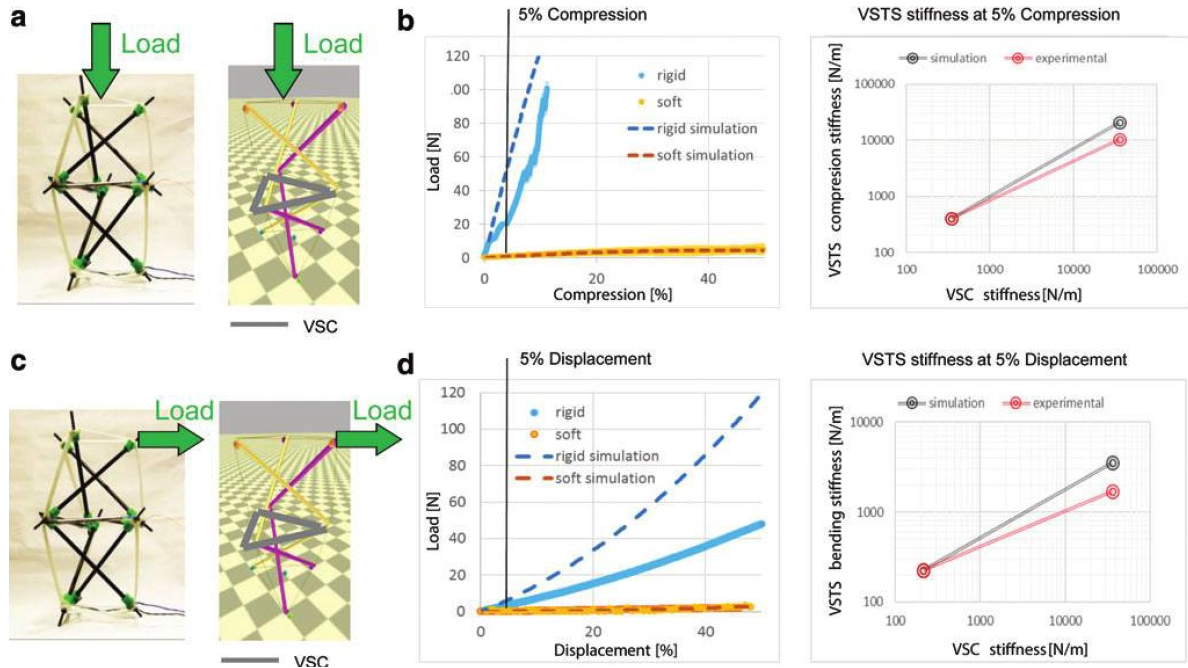 a
Load
Load
VSC
b
5% Compression
120
.00
80
60
40
20
0
20
40
Load [N]
Compression [%]
rigid
soft
rigid simulation
soft simulation
VSTS stiffness at 5% Compression
simulation
experimental
100000
10000
1000
100
100
1000
10000
100000
VSTS compresion stiffness [N/m]
VSC stiffness[N/m]
c
Load
Load
VSC
d
5% Displacement
120
100
80
60
40
20
0
0
20
40
Load [N]
Displacement [%]
rigid
soft
rigid simulation
soft simulation
VSTS stiffness at 5% Displacement
simulation
experimental
10000
1000
100
100
1000
10000
100000
VSTS bending stiffness [N/m]
VSC stiffness[N/m]